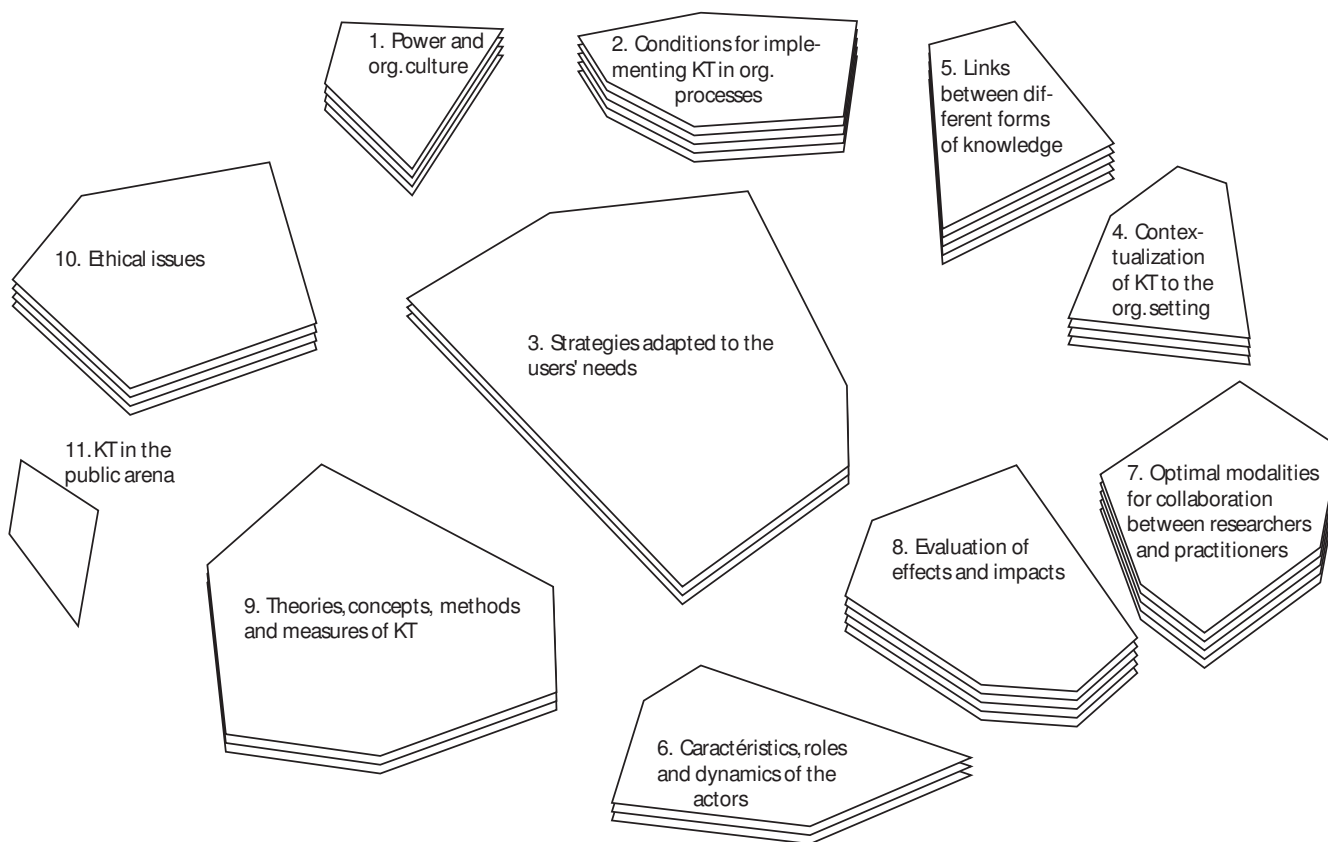 1. Power and
org. culture
2. Conditions for imple-
menting KT in org.
processes
5. Links
between dif-
ferent forms
of knowledge
4. Contex-
tualization
of KT to the
org. setting
10. Ethical issues
3. Strategies adapted to the
users' needs
11. KT in the
public arena
7. Optimal modalities
for collaboration
between researchers
and practitioners
8. Evaluation of
effects and impacts
9. Theories, concepts, methods
and measures of KT
6. Caractéristics, roles
and dynamics of the
actors